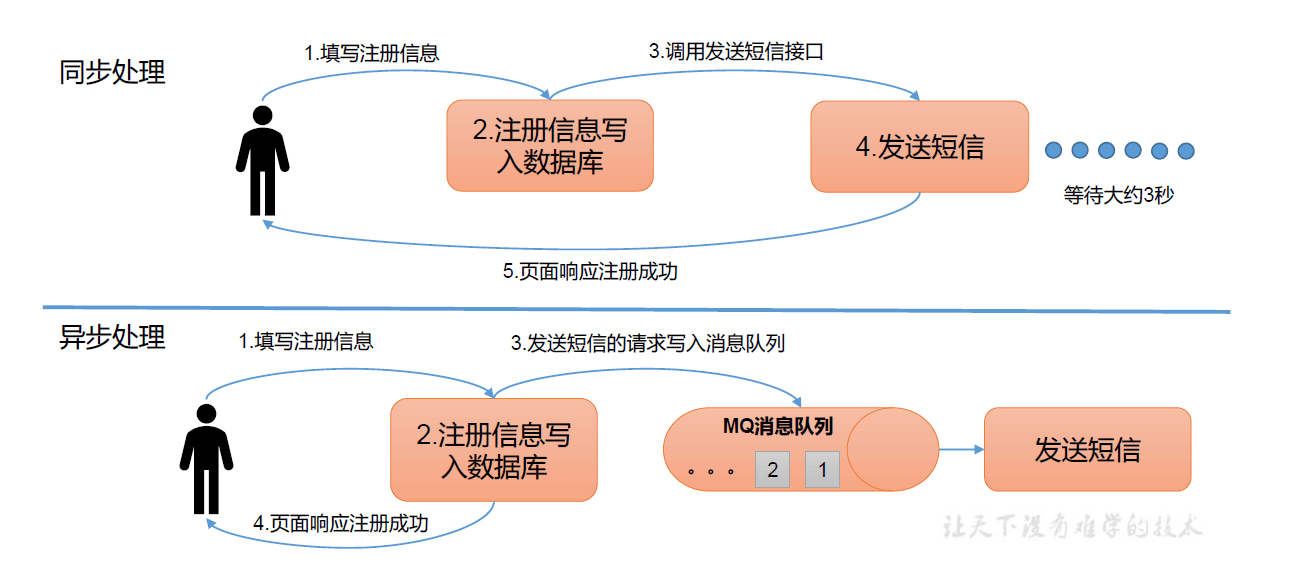 同步处理
1.填写注册信息
3.调用发送短信接口
2.注册信息写
入数据库
4.发送短信
等待大约3秒
5.页面响应注册成功
异步处理
1.填写注册信息
3.发送短信的请求写入消息队列
2.注册信息写
入数据库
MQ消息队列
。。。 2 1
发送短信
4.页面响应注册成功
让天下没有难学的技术